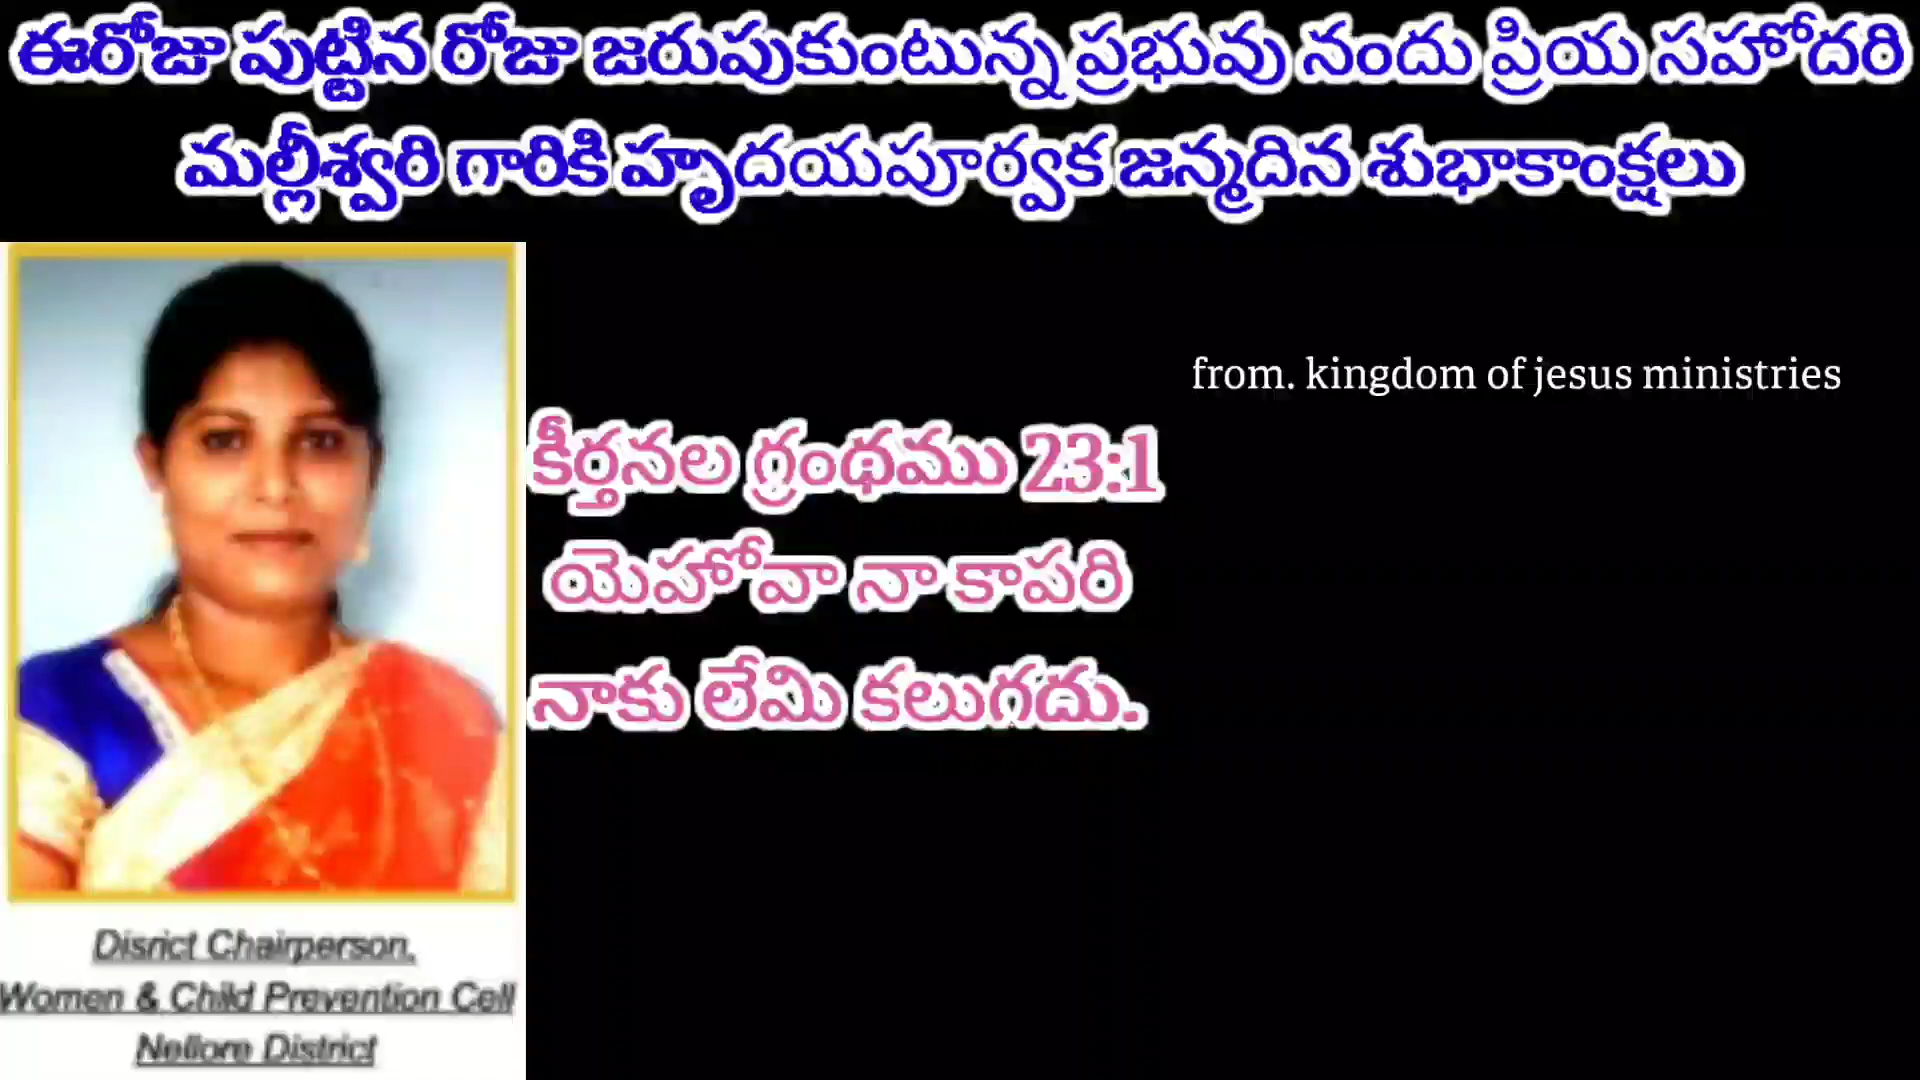 ఈరోజు పుట్టిన రోజు జరుపుకుంటున్న ప్రభువు నందు ప్రియ సహోదరి
మల్లీశ్వరి గారికి హృదయపూర్వక జన్మదిన శుభాకాంక్షలు
from. kingdom of jesus ministries
కీర్తనల గ్రంథము 23:1
యెహోవా నా కాపరి
నాకు లేమి కలుగదు.
Disrict Chairperson,
Women & Child Prevention Cell
Nellore District